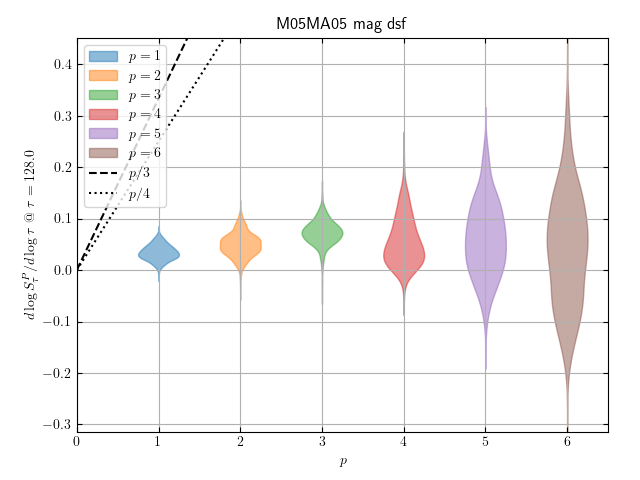 M05MA05 mag dsf
d log S_τ^P / d log τ @ τ = 128.0
0.4
0.3
0.2
0.1
0.0
−0.1
−0.2
−0.3
p = 1
p = 2
p = 3
p = 4
p = 5
p = 6
p/3
p/4
0 1 2 3 4 5 6
p